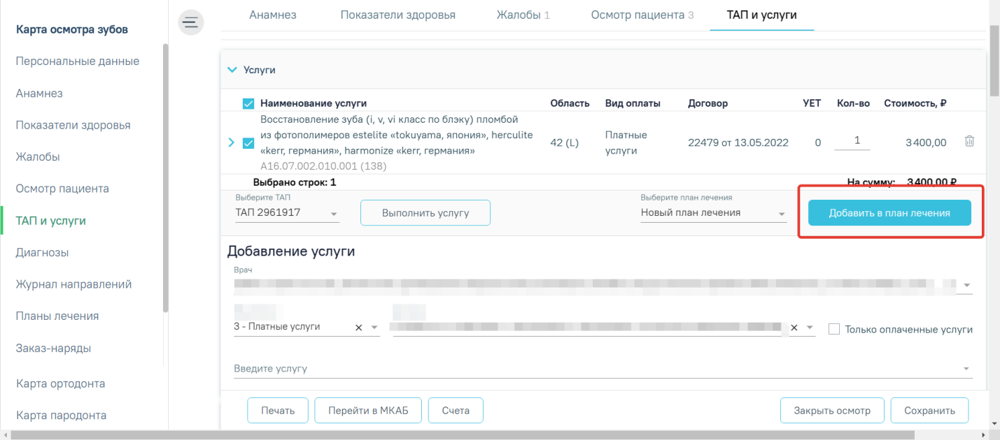 Карта осмотра зубов
Персональные данные
Анамнез
Показатели здоровья
Жалобы
Осмотр пациента
ТАП и услуги
Диагнозы
Журнал направлений
Планы лечения
Заказ-наряды
Карта ортодонта
Карта пародонта
Анамнез Показатели здоровья Жалобы 1 Осмотр пациента 3 ТАП и услуги
Услуги
Наименование услуги Область Вид оплаты Договор УЕТ Кол-во Стоимость, ₽
Восстановление зуба (i, v, vi класс по блэку) пломбой
из фотополимеров estelite «tokuyama, япония», herculite
«kerr, германия», harmonize «kerr, германия»
A16.07.002.010.001 (138)
42 (L)
Платные
услуги
22479 от 13.05.2022
0
1
3 400,00
Выбрано строк: 1 На сумму: 3 400,00 ₽
Выберите ТАП
ТАП 2961917
Выполнить услугу
Выберите план лечения
Новый план лечения
Добавить в план лечения
Добавление услуги
Врач
3 - Платные услуги
Только оплаченные услуги
Введите услугу
Печать Перейти в МКАБ Счета Закрыть осмотр Сохранить